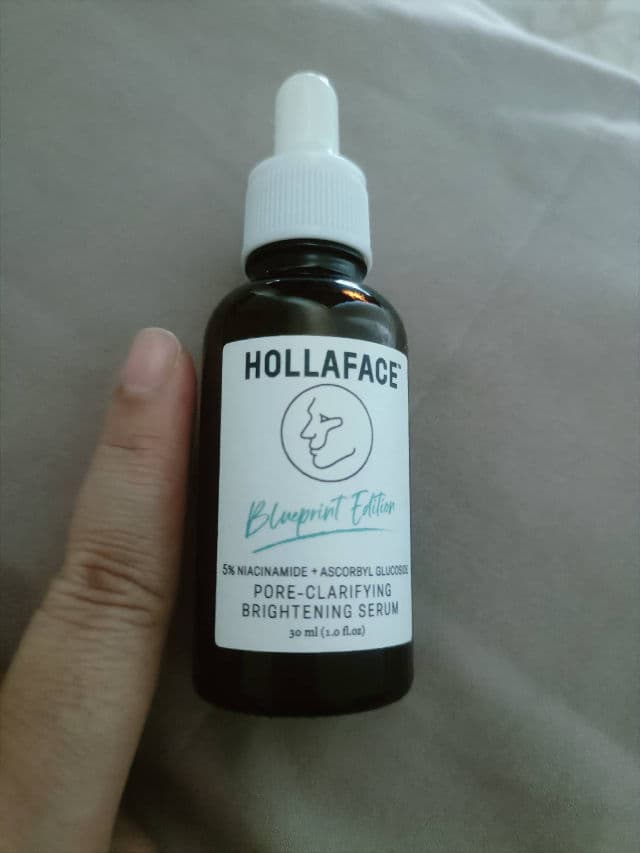 HOLLAFACE™
Blueprint Edition
5% NIACINAMIDE + ASCORBYL GLUCOSIDE
PORE-CLARIFYING
BRIGHTENING SERUM
30 ml (1.0 fl.oz)